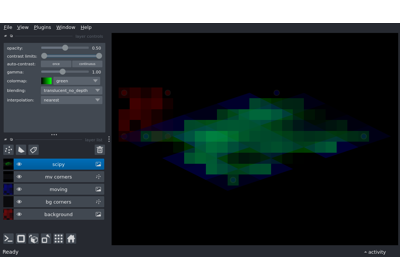 File View Plugins Window Help
opacity: 0.50
contrast limits:
auto-contrast: once continuous
gamma: 1.00
colormap: green
blending: translucent_no_depth
interpolation: nearest
scipy
mv corners
moving
bg corners
background
Ready
activity